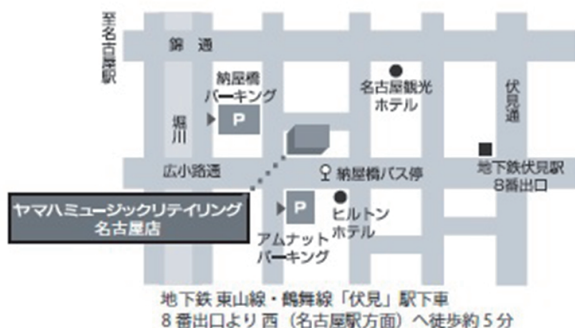 至名古屋駅
錦通
納屋橋
パーキング
P
堀川
名古屋観光
ホテル
伏見通
地下鉄伏見駅
8番出口
広小路通
納屋橋バス停
ヤマハミュージックリテイリング
名古屋店
P
アムナット
パーキング
ヒルトン
ホテル
地下鉄 東山線・鶴舞線「伏見」駅下車
8番出口より西（名古屋駅方面）へ徒歩約5分